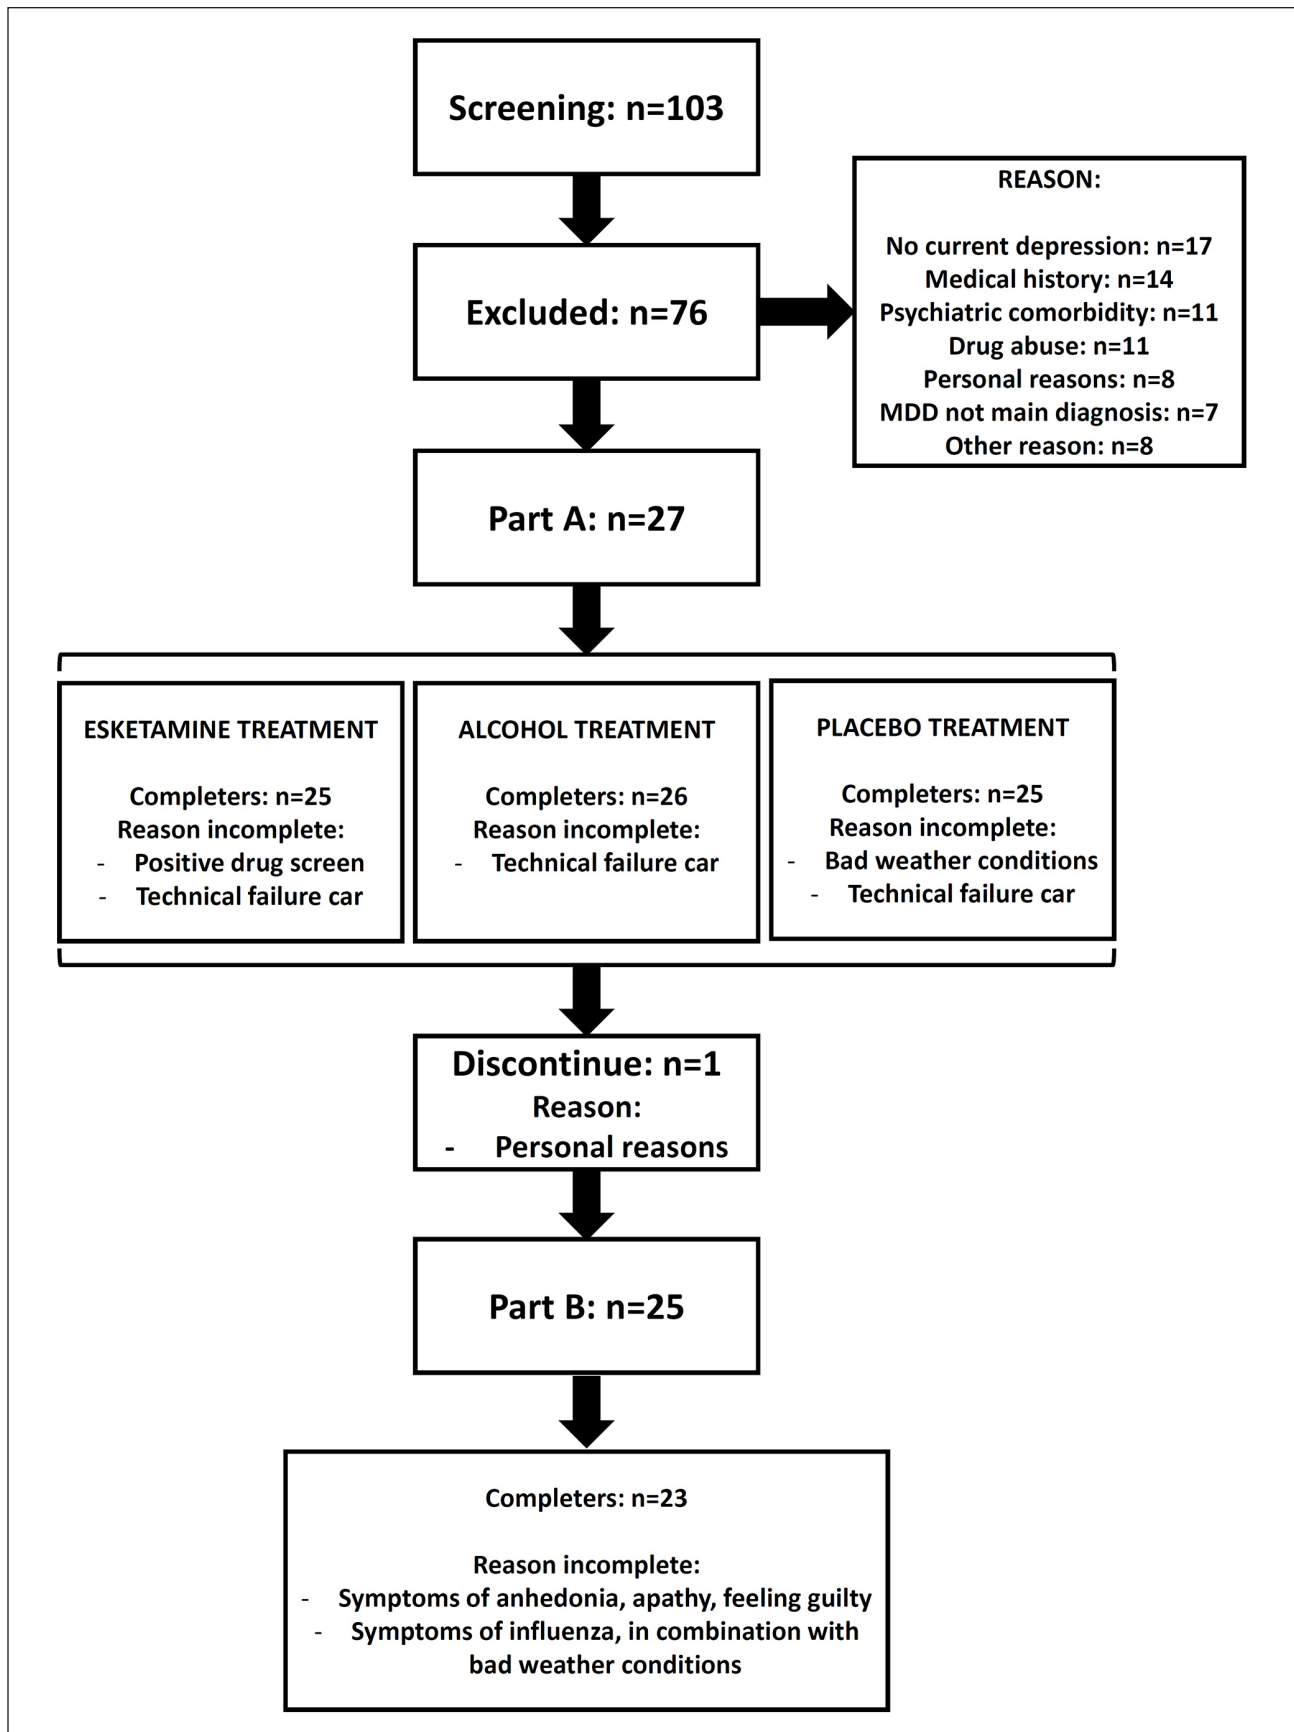 Screening: n=103
Excluded: n=76
REASON:
No current depression: n=17
Medical history: n=14
Psychiatric comorbidity: n=11
Drug abuse: n=11
Personal reasons: n=8
MDD not main diagnosis: n=7
Other reason: n=8
Part A: n=27
ESKETAMINE TREATMENT
Completers: n=25
Reason incomplete:
- Positive drug screen
- Technical failure car
ALCOHOL TREATMENT
Completers: n=26
Reason incomplete:
- Technical failure car
PLACEBO TREATMENT
Completers: n=25
Reason incomplete:
- Bad weather conditions
- Technical failure car
Discontinue: n=1
Reason:
- Personal reasons
Part B: n=25
Completers: n=23
Reason incomplete:
- Symptoms of anhedonia, apathy, feeling guilty
- Symptoms of influenza, in combination with
bad weather conditions